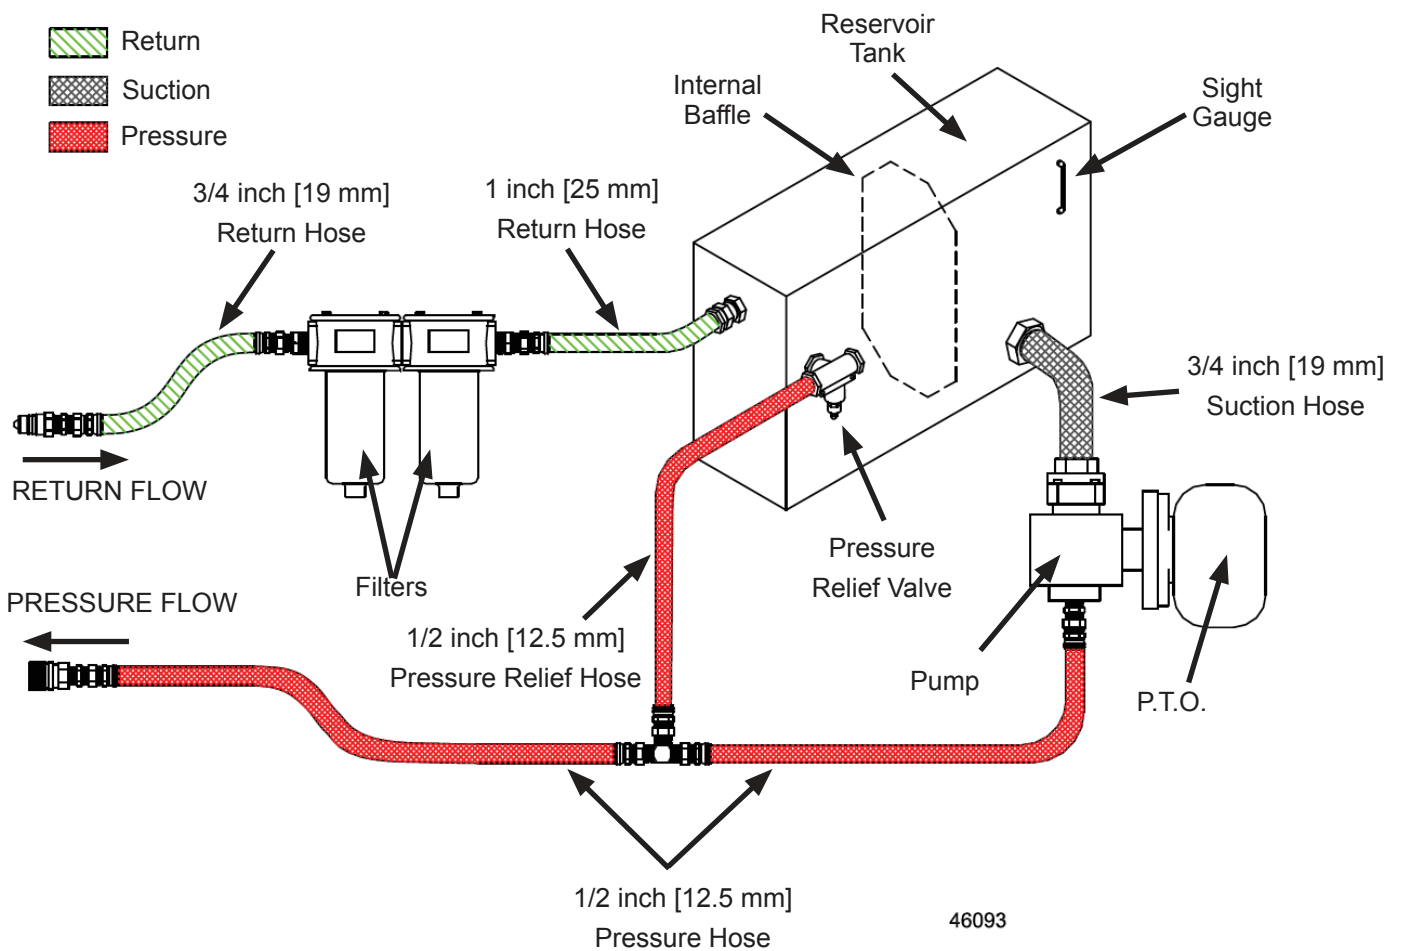 Return
Suction
Pressure
Reservoir
Tank
Internal
Baffle
Sight
Gauge
3/4 inch [19 mm]
Return Hose
1 inch [25 mm]
Return Hose
3/4 inch [19 mm]
Suction Hose
RETURN FLOW
Filters
Pressure
Relief Valve
PRESSURE FLOW
1/2 inch [12.5 mm]
Pressure Relief Hose
Pump
P.T.O.
1/2 inch [12.5 mm]
Pressure Hose
46093